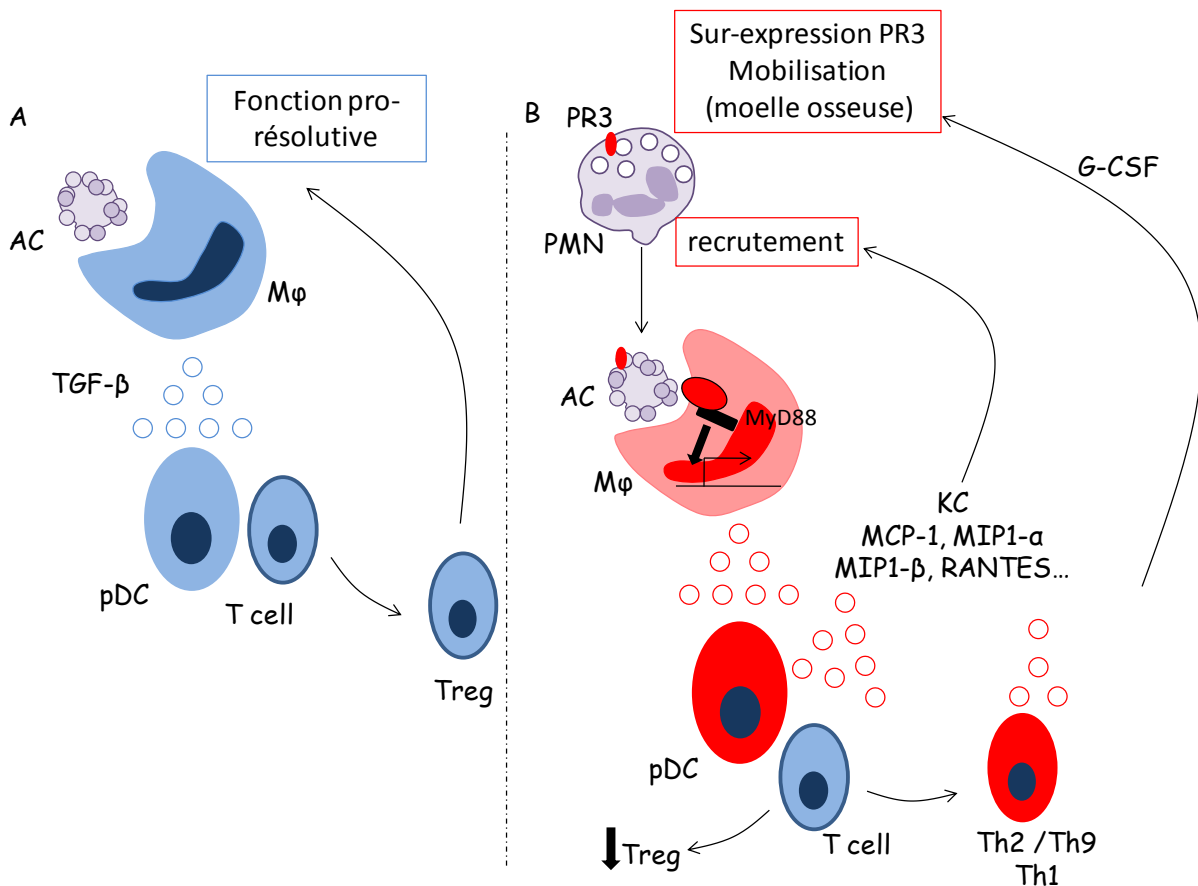 A
Fonction pro-
résolutive
AC
Mφ
TGF-β
pDC
T cell
Treg
B
Sur-expression PR3
Mobilisation
(moelle osseuse)
PR3
PMN
recrutement
G-CSF
AC
MyD88
Mφ
KC
MCP-1, MIP1-α
MIP1-β, RANTES…
pDC
T cell
Treg
Th2 /Th9
Th1